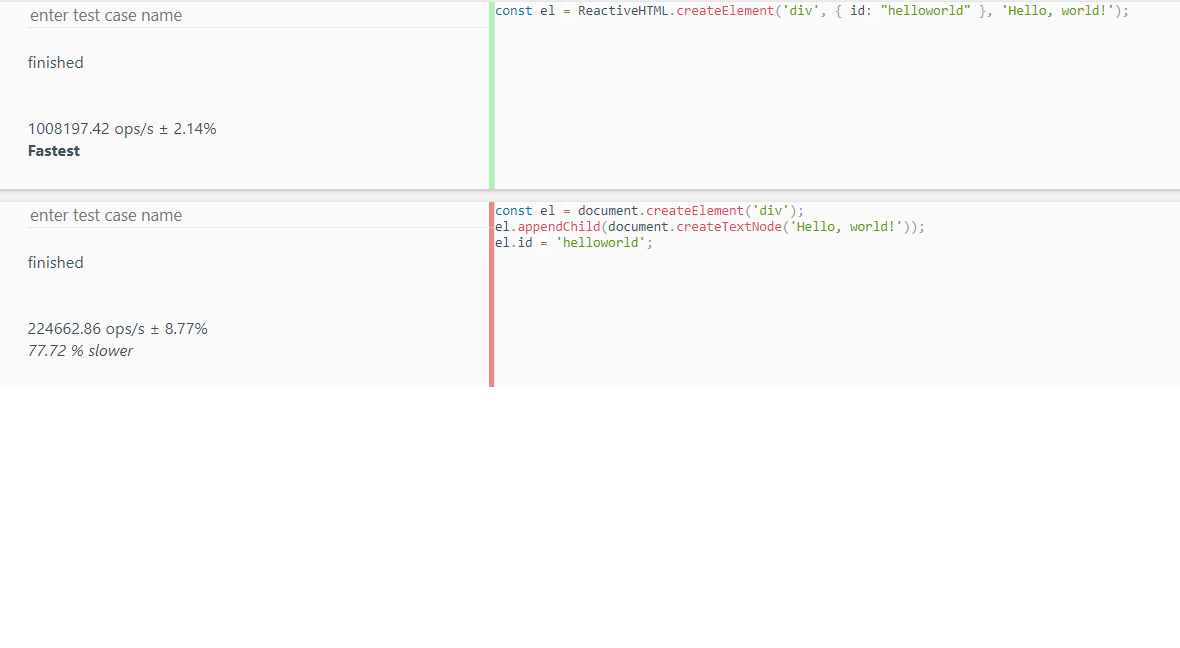 enter test case name
const el = ReactiveHTML.createElement('div', { id: "helloworld" }, 'Hello, world!');
finished
1008197.42 ops/s ± 2.14%
Fastest
enter test case name
const el = document.createElement('div');
el.appendChild(document.createTextNode('Hello, world!'));
el.id = 'helloworld';
finished
224662.86 ops/s ± 8.77%
77.72 % slower